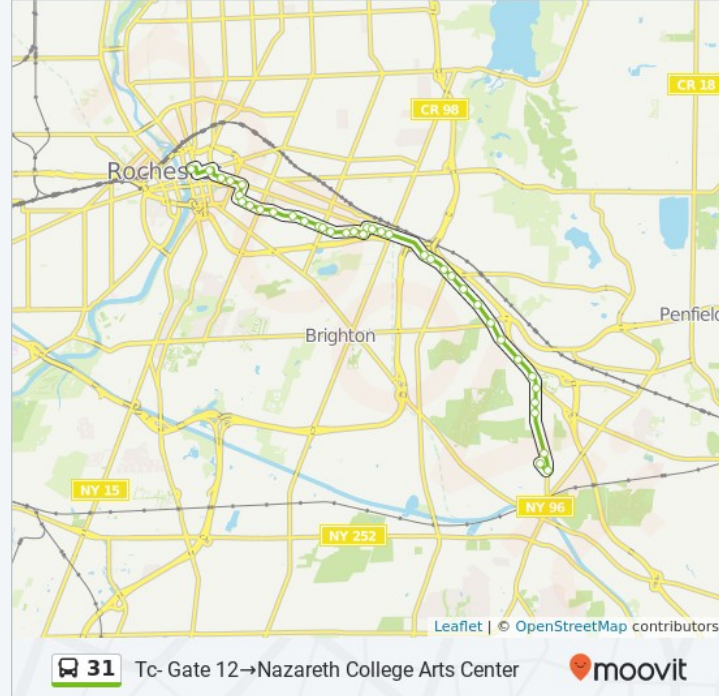 CR 18
CR 98
Roches
Penfield
Brighton
NY 15
NY 96
NY 252
Leaflet | © OpenStreetMap contributors
31 Tc- Gate 12→Nazareth College Arts Center
moovit